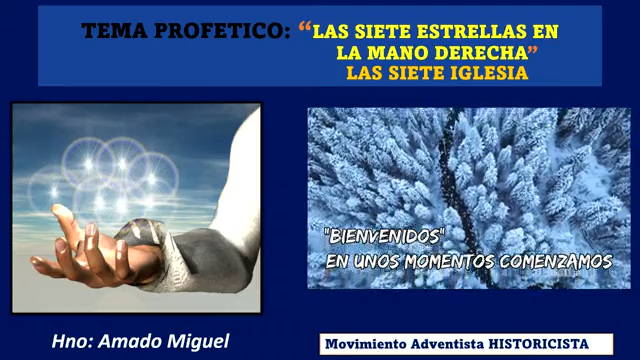 TEMA PROFETICO: “LAS SIETE ESTRELLAS EN
LA MANO DERECHA”
LAS SIETE IGLESIA
"BIENVENIDOS"
EN UNOS MOMENTOS COMENZAMOS
Hno: Amado Miguel
Movimiento Adventista HISTORICISTA